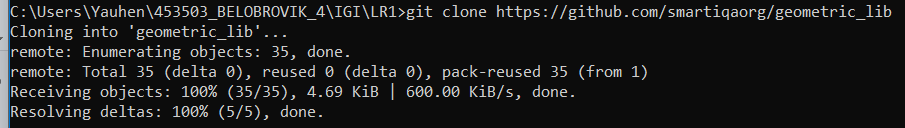 C:\Users\Yauhen\453503_BELOBROVIK_4\IGI\LR1>git clone https://github.com/smartiqaorg/geometric_lib
Cloning into 'geometric_lib'...
remote: Enumerating objects: 35, done.
remote: Total 35 (delta 0), reused 0 (delta 0), pack-reused 35 (from 1)
Receiving objects: 100% (35/35), 4.69 KiB | 600.00 KiB/s, done.
Resolving deltas: 100% (5/5), done.